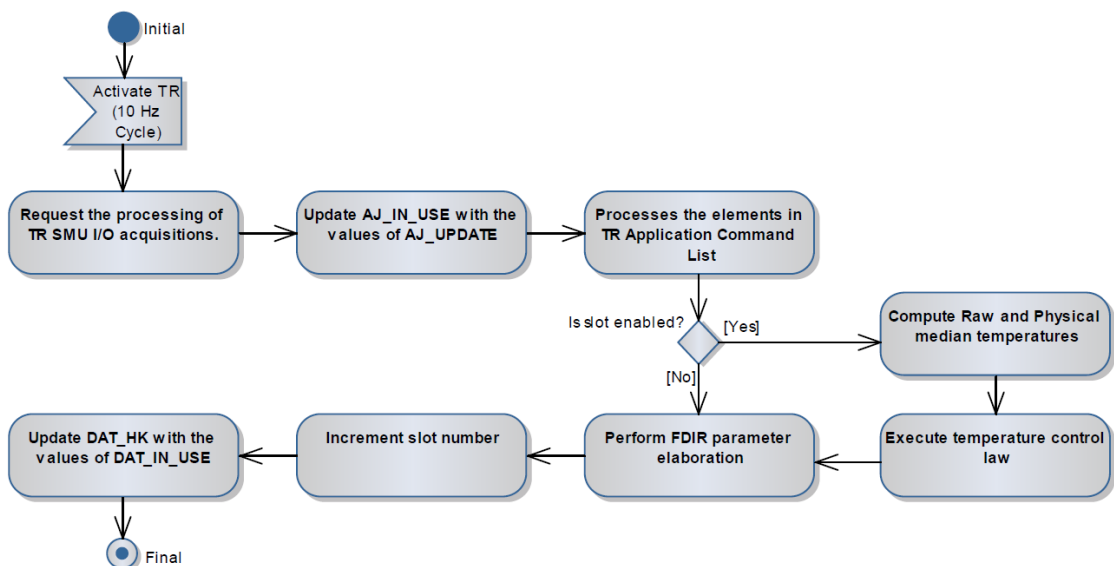 Initial
Activate TR
(10 Hz
Cycle)
Request the processing of
TR SMU I/O acquisitions.
Update AJ_IN_USE with the
values of AJ_UPDATE
Processes the elements in
TR Application Command
List
Is slot enabled?
[Yes]
[No]
Compute Raw and Physical
median temperatures
Execute temperature control
law
Perform FDIR parameter
elaboration
Increment slot number
Update DAT_HK with the
values of DAT_IN_USE
Final